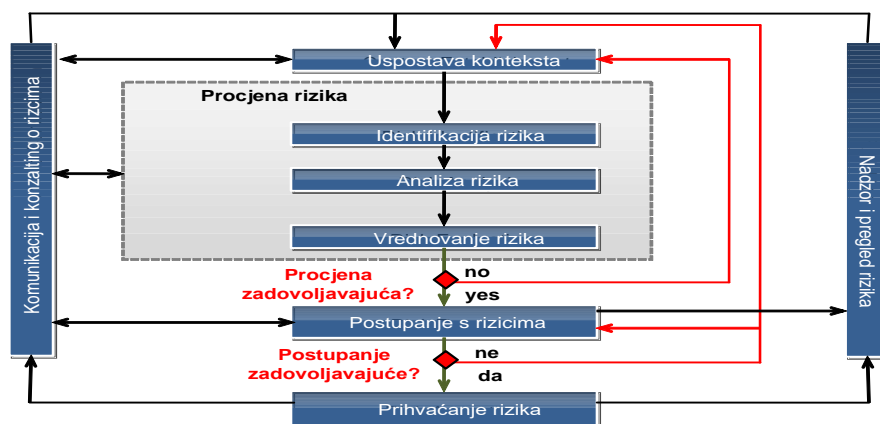 Uspostava konteksta
Procjena rizika
Identifikacija rizika
Analiza rizika
Vrednovanje rizika
Procjena
zadovoljavajuća?
no
yes
Postupanje s rizicima
Postupanje
zadovoljavajuće?
ne
da
Prihvaćanje rizika
Komunikacija i konzalting o rizcima
Nadzor i pregled rizika